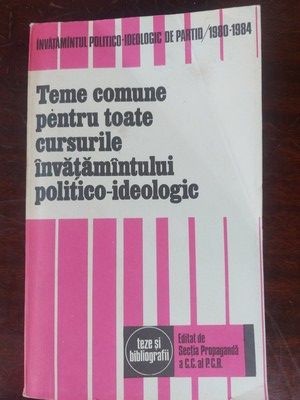 ÎNVĂȚĂMÎNTUL POLITICO-IDEOLOGIC DE PARTID/1980-1984
Teme comune
pentru toate
cursurile
învățămîntului
politico-ideologic
teze și
bibliografii
Editat de
Secția Propagandă
a C.C. al P.C.R.